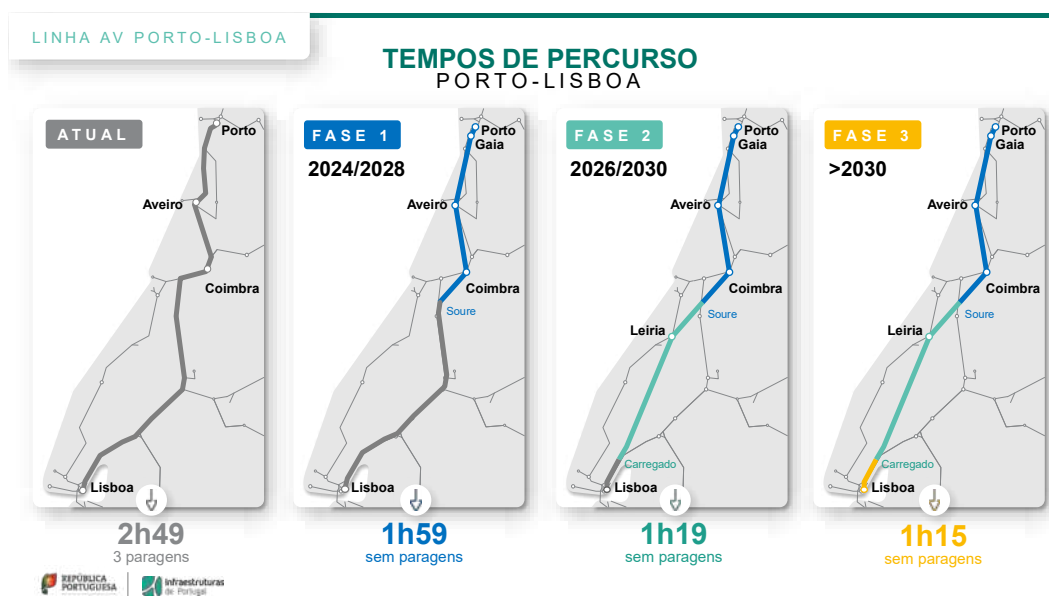 LINHA AV PORTO-LISBOA
TEMPOS DE PERCURSO
PORTO-LISBOA
ATUAL
Porto
Aveiro
Coimbra
Lisboa
2h49
3 paragens
FASE 1
2024/2028
Porto
Gaia
Aveiro
Coimbra
Soure
Lisboa
1h59
sem paragens
FASE 2
2026/2030
Porto
Gaia
Aveiro
Coimbra
Soure
Leiria
Carregado
Lisboa
1h19
sem paragens
FASE 3
>2030
Porto
Gaia
Aveiro
Coimbra
Soure
Leiria
Carregado
Lisboa
1h15
sem paragens
REPÚBLICA
PORTUGUESA
Infraestruturas
de Portugal